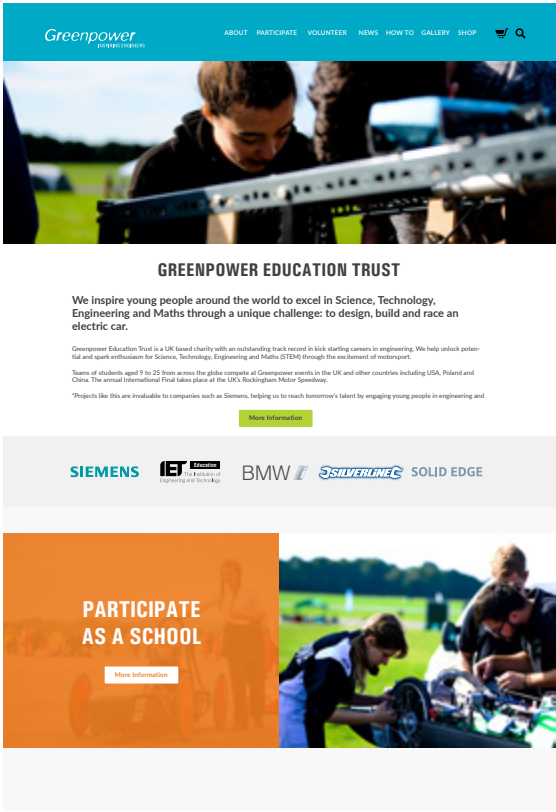 Greenpower
INSPIRING ENGINEERS
ABOUT PARTICIPATE VOLUNTEER NEWS HOW TO GALLERY SHOP
GREENPOWER EDUCATION TRUST
We inspire young people around the world to excel in Science, Technology,
Engineering and Maths through a unique challenge: to design, build and race an
electric car.
Greenpower Education Trust is a UK based charity with an outstanding track record in kick starting careers in engineering. We help unlock poten-
tial and spark enthusiasm for Science, Technology, Engineering and Maths (STEM) through the excitement of motorsport.
Teams of students aged 9 to 25 from across the globe compete at Greenpower events in the UK and other countries including USA, Poland and
China. The annual International Final takes place at the UK's Rockingham Motor Speedway.
"Projects like this are invaluable to companies such as Siemens, helping us to reach tomorrow's talent by engaging young people in engineering and
More Information
SIEMENS
IET Education
The Institution of
Engineering and Technology
BMW i
SILVERLINE
SOLID EDGE
PARTICIPATE
AS A SCHOOL
More Information